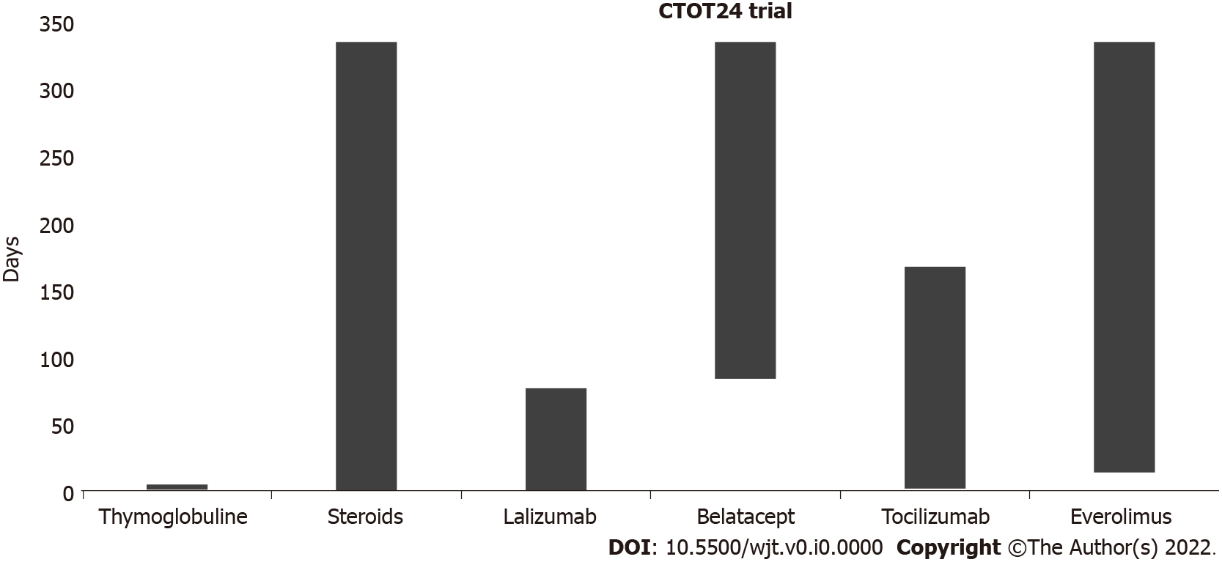 CTOT24 trial
350
300
250
200
150
100
50
0
Days
Thymoglobuline Steroids Lalizumab Belatacept Tocilizumab Everolimus
DOI: 10.5500/wjt.v0.i0.0000 Copyright ©The Author(s) 2022.